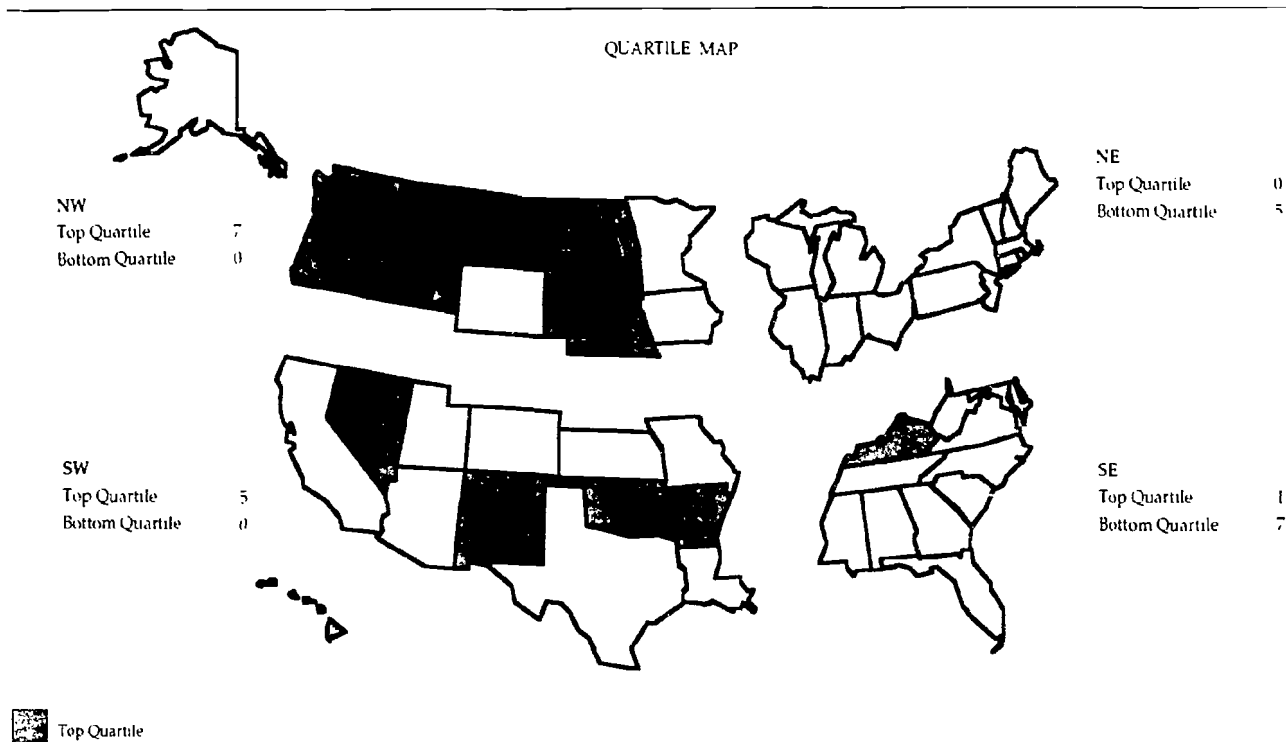 QUARTILE MAP
NE
Top Quartile 0
Bottom Quartile 5
NW
Top Quartile 7
Bottom Quartile 0
SW
Top Quartile 5
Bottom Quartile 0
SE
Top Quartile 1
Bottom Quartile 7
Top Quartile